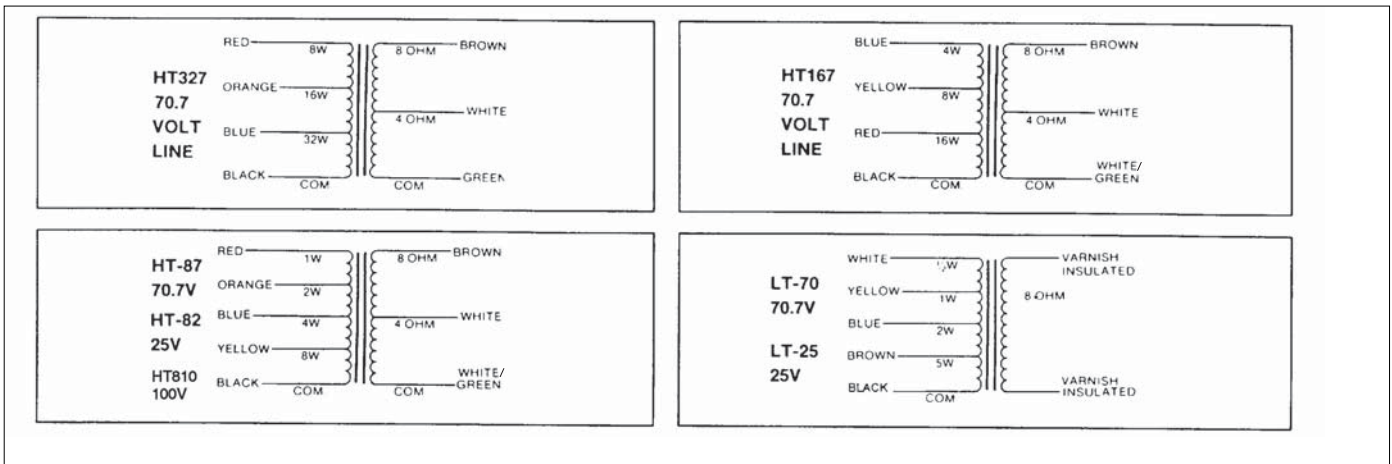 RED 8W 8 OHM BROWN
HT327
ORANGE 16W
70.7
WHITE
4 OHM
VOLT
BLUE 32W
LINE
BLACK COM COM GREEN
BLUE 4W 8 OHM BROWN
HT167
YELLOW 8W
70.7
WHITE
4 OHM
VOLT
RED 16W
LINE
WHITE/
BLACK COM COM GREEN
RED 1W 8 OHM BROWN
HT-87
70.7V ORANGE 2W
HT-82 BLUE 4W 4 OHM WHITE
25V YELLOW 8W
WHITE/
HT810 BLACK COM COM GREEN
100V
WHITE VARNISH
INSULATED
LT-70 YELLOW 1W 8 OHM
70.7V
BLUE 2W
LT-25 BROWN 5W
25V
VARNISH
BLACK COM INSULATED